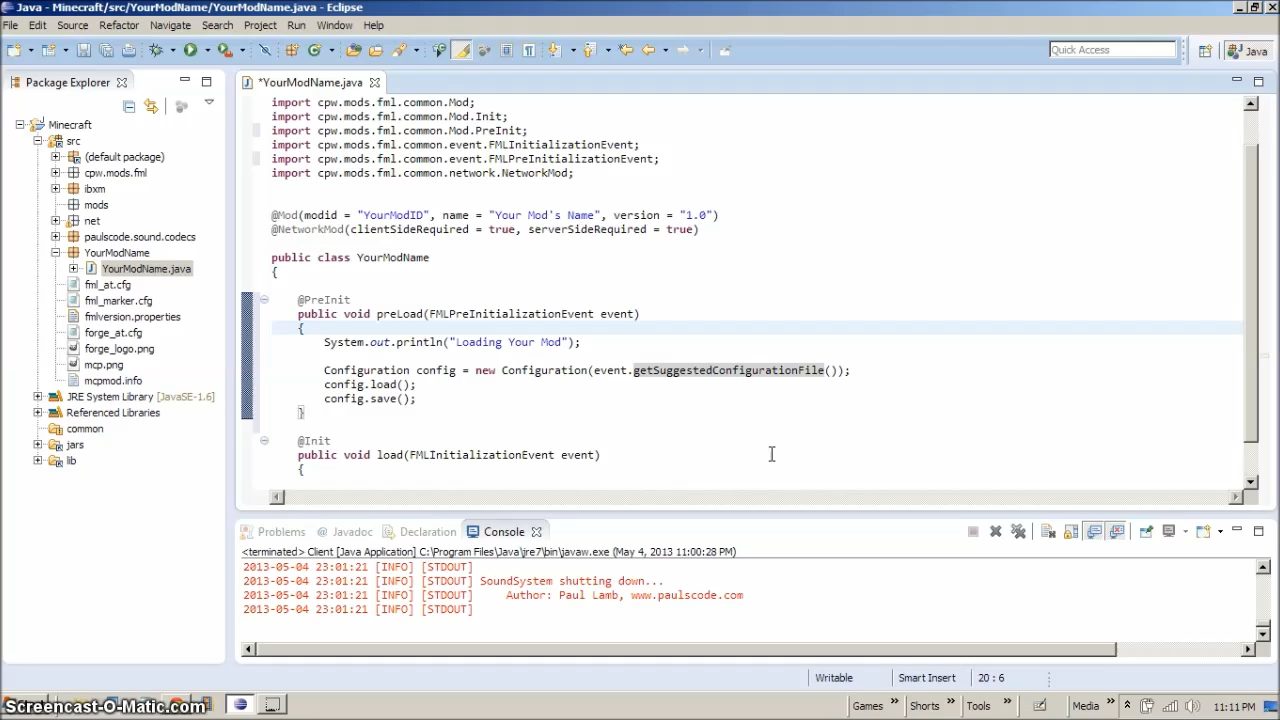 Java - Minecraft/src/YourModName/YourModName.java - Eclipse
File Edit Source Refactor Navigate Search Project Run Window Help
Quick Access
Java
Package Explorer
Minecraft
src
(default package)
cpw.mods.fml
ibxm
mods
net
paulscode.sound.codecs
YourModName
YourModName.java
fml_at.cfg
fml_marker.cfg
fmlversion.properties
forge_at.cfg
forge_logo.png
mcp.png
mcpmod.info
JRE System Library [JavaSE-1.6]
Referenced Libraries
common
jars
lib
*YourModName.java
import cpw.mods.fml.common.Mod;
import cpw.mods.fml.common.Mod.Init;
import cpw.mods.fml.common.Mod.PreInit;
import cpw.mods.fml.common.event.FMLInitializationEvent;
import cpw.mods.fml.common.event.FMLPreInitializationEvent;
import cpw.mods.fml.common.network.NetworkMod;
@Mod(modid = "YourModID", name = "Your Mod's Name", version = "1.0")
@NetworkMod(clientSideRequired = true, serverSideRequired = true)
public class YourModName
{
@PreInit
public void preLoad(FMLPreInitializationEvent event)
{
System.out.println("Loading Your Mod");
Configuration config = new Configuration(event.getSuggestedConfigurationFile());
config.load();
config.save();
}
@Init
public void load(FMLInitializationEvent event)
{
Problems @ Javadoc Declaration Console
<terminated> Client [Java Application] C:\Program Files\Java\jre7\bin\javaw.exe (May 4, 2013 11:00:28 PM)
2013-05-04 23:01:21 [INFO] [STDOUT]
2013-05-04 23:01:21 [INFO] [STDOUT] SoundSystem shutting down...
2013-05-04 23:01:21 [INFO] [STDOUT] Author: Paul Lamb, www.paulscode.com
2013-05-04 23:01:21 [INFO] [STDOUT]
Writable Smart Insert 20 : 6
Screencast-O-Matic.com
Games » Shorts » Tools » Media » 11:11 PM